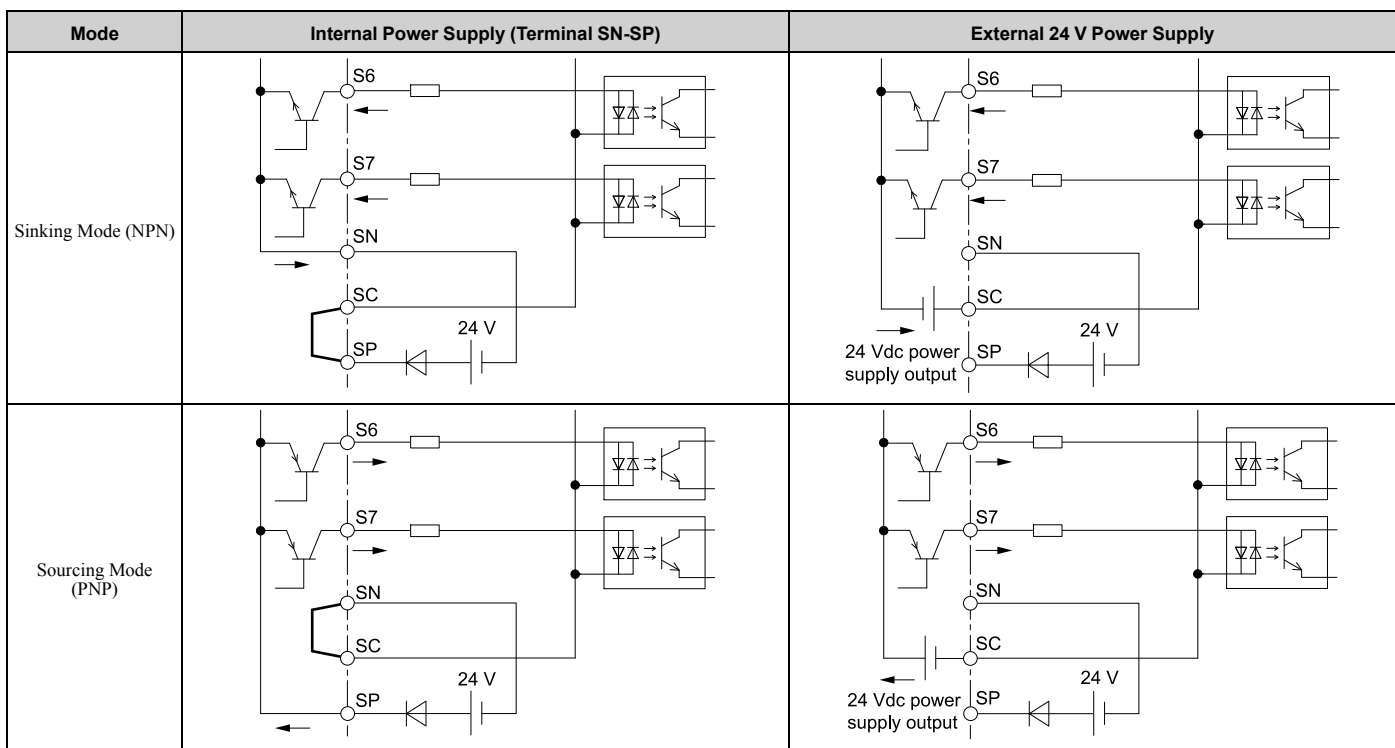 Mode
Internal Power Supply (Terminal SN-SP)
External 24 V Power Supply
Sinking Mode (NPN)
S6
S7
SN
SC
24 V
SP
S6
S7
SN
SC
24 V
24 Vdc power
supply output
SP
Sourcing Mode
(PNP)
S6
S7
SN
SC
24 V
SP
S6
S7
SN
SC
24 V
24 Vdc power
supply output
SP